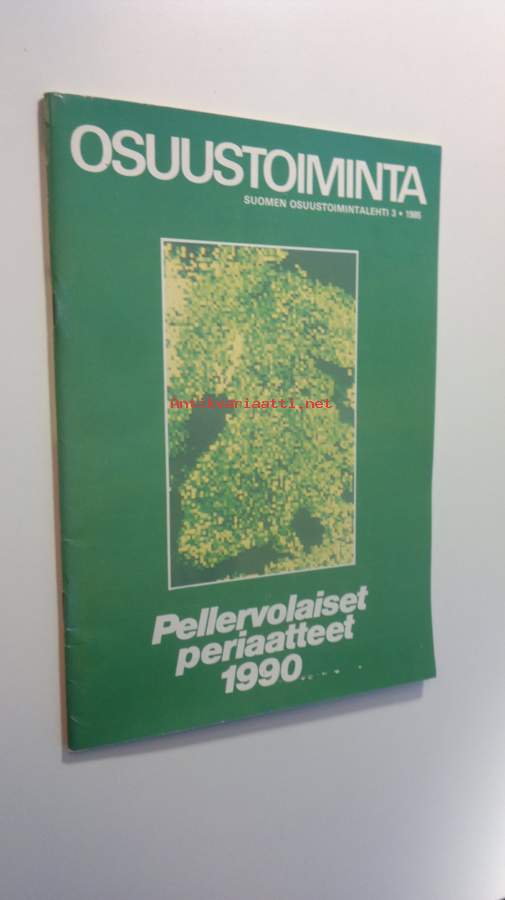 OSUUSTOIMINTA
SUOMEN OSUUSTOIMINTALEHTI 3 • 1985
Antikvariaatti.net
Pellervolaiset
periaatteet
1990...